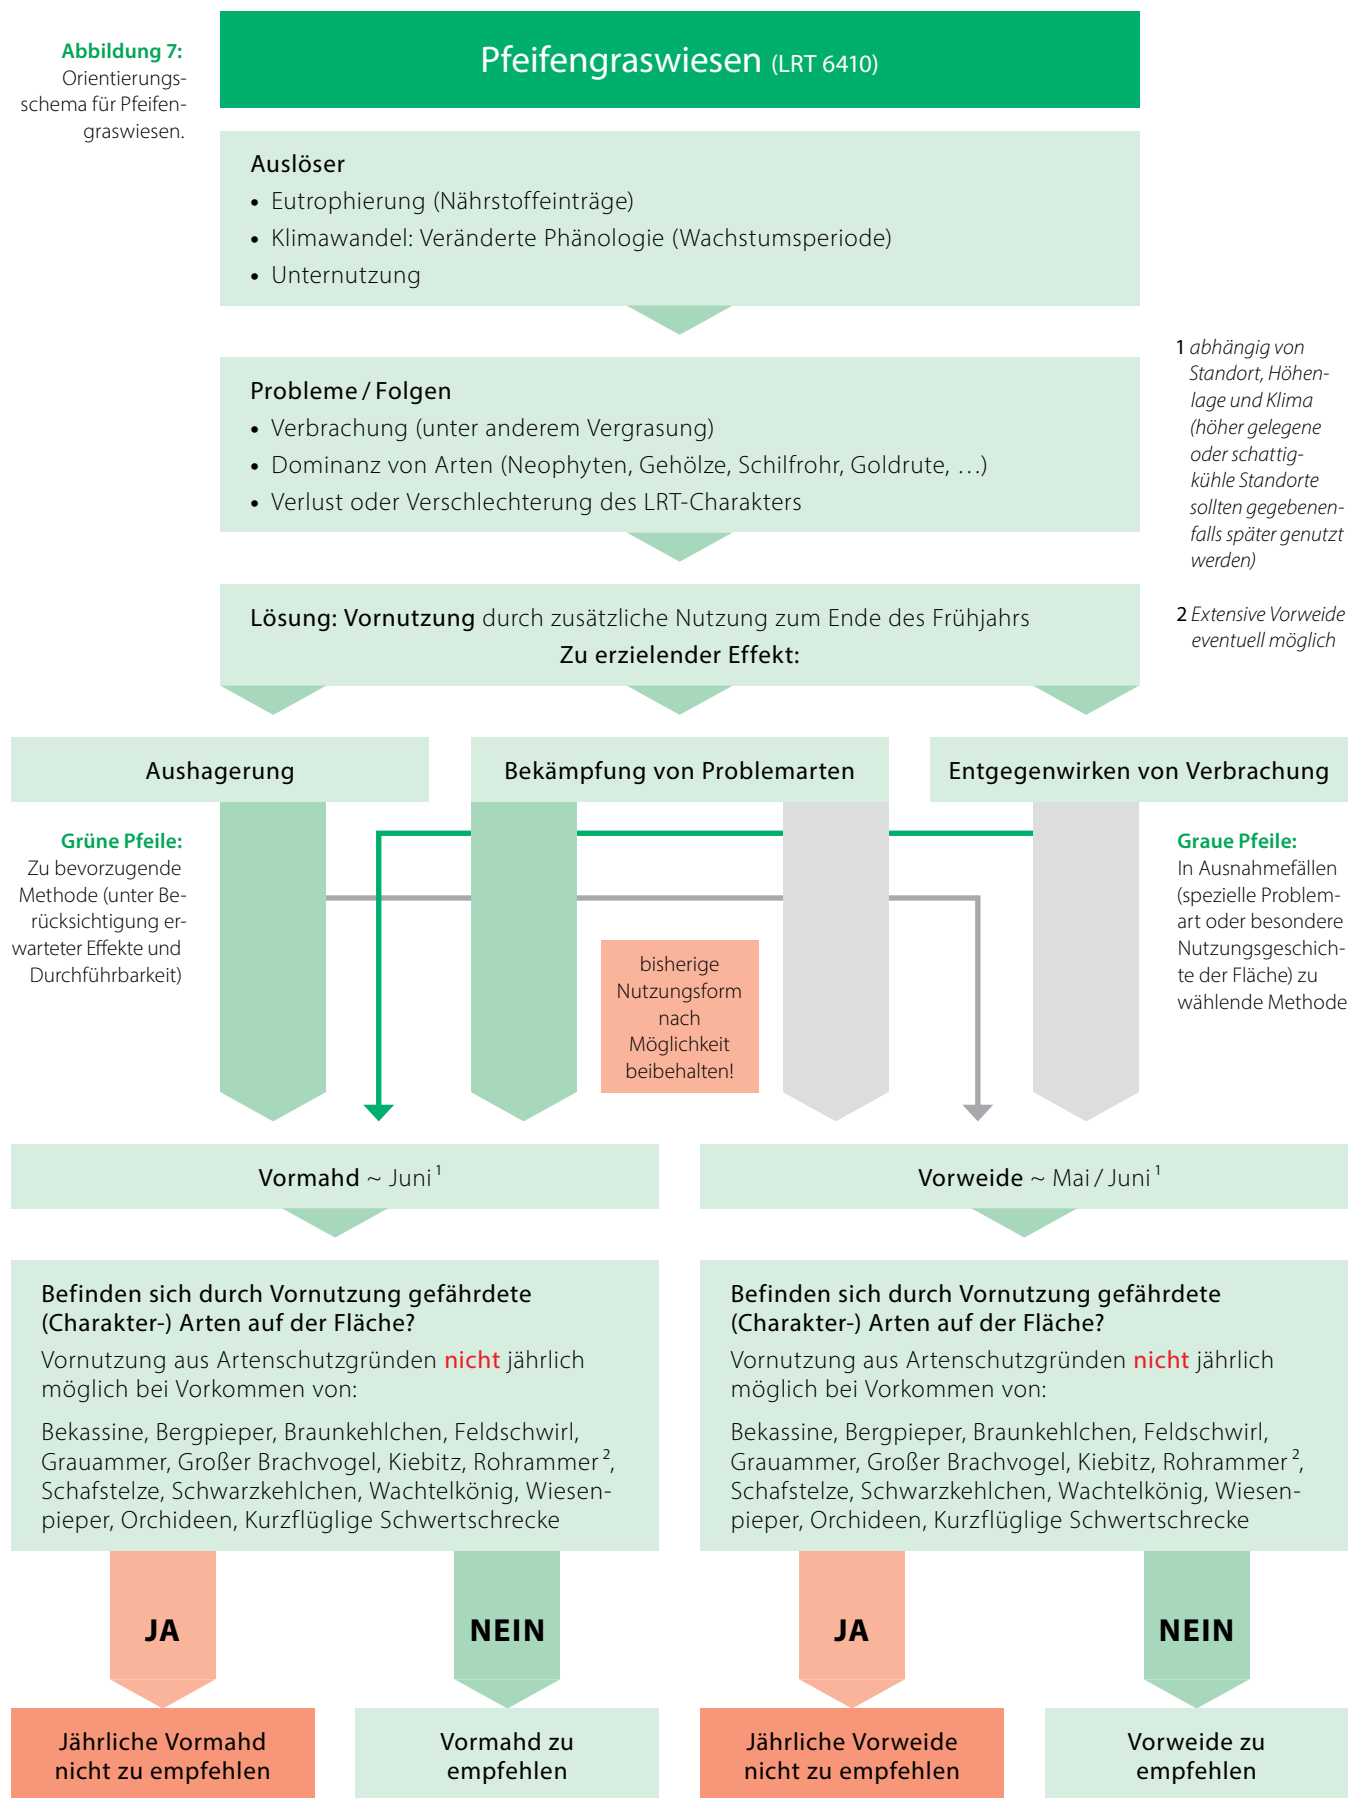 Abbildung 7:
Orientierungs-
schema für Pfeifen-
graswiesen.
Pfeifengraswiesen (LRT 6410)
Auslöser
• Eutrophierung (Nährstoffeinträge)
• Klimawandel: Veränderte Phänologie (Wachstumsperiode)
• Unternutzung
Probleme / Folgen
• Verbrachung (unter anderem Vergrasung)
• Dominanz von Arten (Neophyten, Gehölze, Schilfrohr, Goldrute, …)
• Verlust oder Verschlechterung des LRT-Charakters
1 abhängig von
Standort, Höhen-
lage und Klima
(höher gelegene
oder schattig-
kühle Standorte
sollten gegebenen-
falls später genutzt
werden)
2 Extensive Vorweide
eventuell möglich
Lösung: Vornutzung durch zusätzliche Nutzung zum Ende des Frühjahrs
Zu erzielender Effekt:
Aushagerung
Bekämpfung von Problemarten
Entgegenwirken von Verbrachung
Grüne Pfeile:
Zu bevorzugende
Methode (unter Be-
rücksichtigung er-
warteter Effekte und
Durchführbarkeit)
bisherige
Nutzungsform
nach
Möglichkeit
beibehalten!
Graue Pfeile:
In Ausnahmefällen
(spezielle Problem-
art oder besondere
Nutzungsgeschich-
te der Fläche) zu
wählende Methode
Vormahd ~ Juni ¹
Vorweide ~ Mai / Juni ¹
Befinden sich durch Vornutzung gefährdete
(Charakter-) Arten auf der Fläche?
Vornutzung aus Artenschutzgründen nicht jährlich
möglich bei Vorkommen von:
Bekassine, Bergpieper, Braunkehlchen, Feldschwirl,
Grauammer, Großer Brachvogel, Kiebitz, Rohrammer ²,
Schafstelze, Schwarzkehlchen, Wachtelkönig, Wiesen-
pieper, Orchideen, Kurzflüglige Schwertschrecke
JA
NEIN
Jährliche Vormahd
nicht zu empfehlen
Vormahd zu
empfehlen
Befinden sich durch Vornutzung gefährdete
(Charakter-) Arten auf der Fläche?
Vornutzung aus Artenschutzgründen nicht jährlich
möglich bei Vorkommen von:
Bekassine, Bergpieper, Braunkehlchen, Feldschwirl,
Grauammer, Großer Brachvogel, Kiebitz, Rohrammer ²,
Schafstelze, Schwarzkehlchen, Wachtelkönig, Wiesen-
pieper, Orchideen, Kurzflüglige Schwertschrecke
JA
NEIN
Jährliche Vorweide
nicht zu empfehlen
Vorweide zu
empfehlen